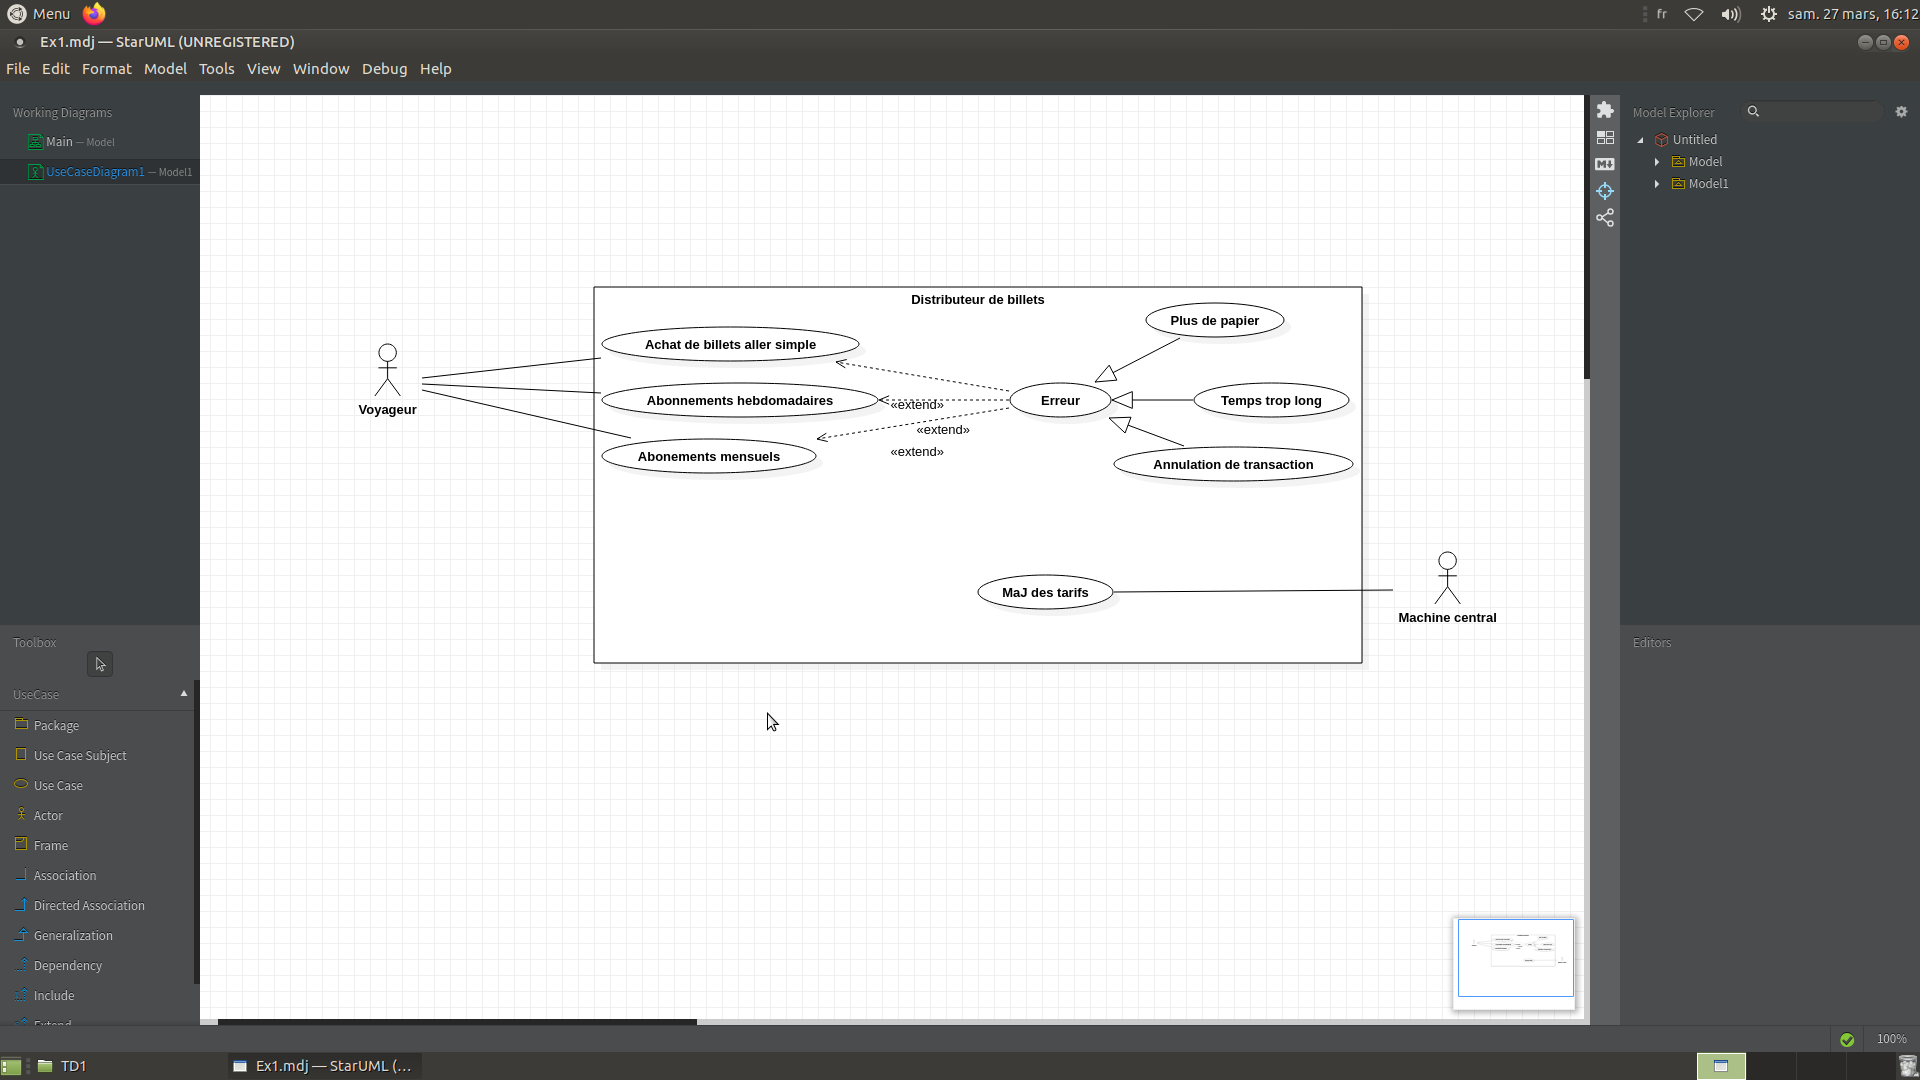 Menu
fr
sam. 27 mars, 16:12
Ex1.mdj — StarUML (UNREGISTERED)
File Edit Format Model Tools View Window Debug Help
Working Diagrams
Main — Model
UseCaseDiagram1 — Model1
Toolbox
UseCase
Package
Use Case Subject
Use Case
Actor
Frame
Association
Directed Association
Generalization
Dependency
Include
Extend
Distributeur de billets
Voyageur
Achat de billets aller simple
Abonnements hebdomadaires
Abonements mensuels
«extend»
«extend»
«extend»
Erreur
Plus de papier
Temps trop long
Annulation de transaction
MaJ des tarifs
Machine central
M
Model Explorer
Untitled
Model
Model1
Editors
100%
TD1
Ex1.mdj — StarUML (...